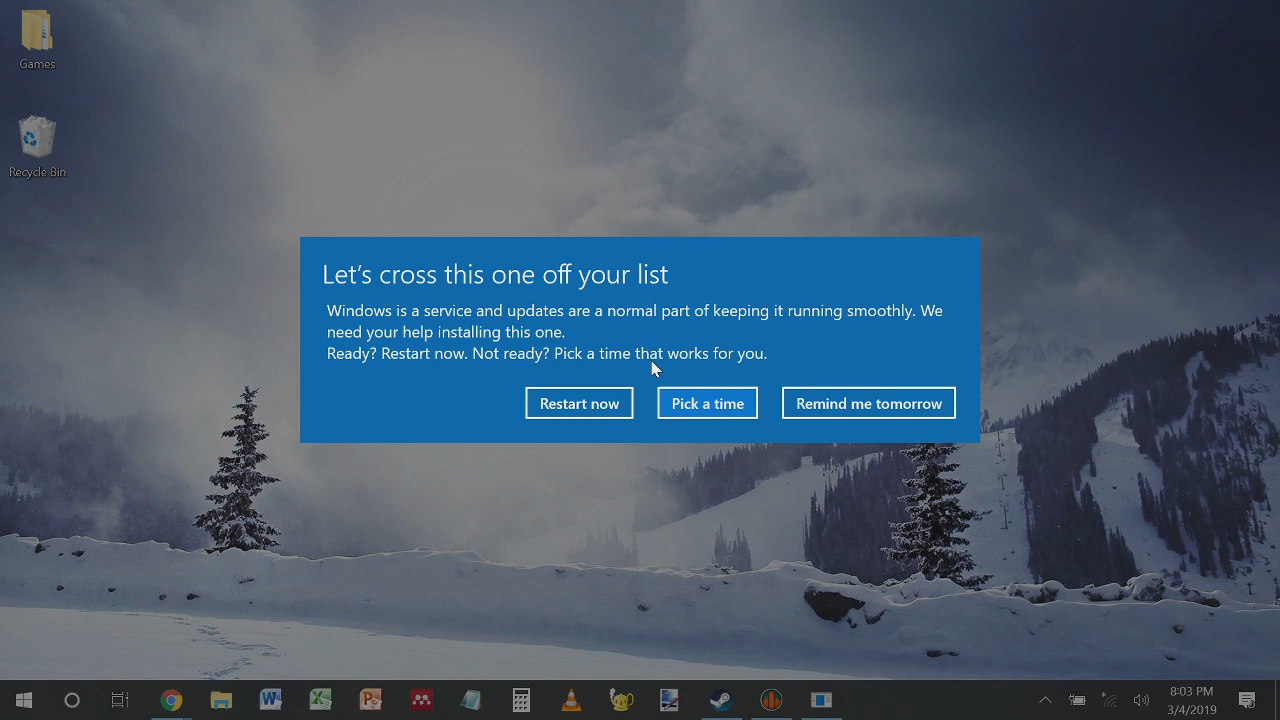 Games
Recycle Bin
Let's cross this one off your list
Windows is a service and updates are a normal part of keeping it running smoothly. We
need your help installing this one.
Ready? Restart now. Not ready? Pick a time that works for you.
Restart now Pick a time Remind me tomorrow
8:03 PM
3/4/2019